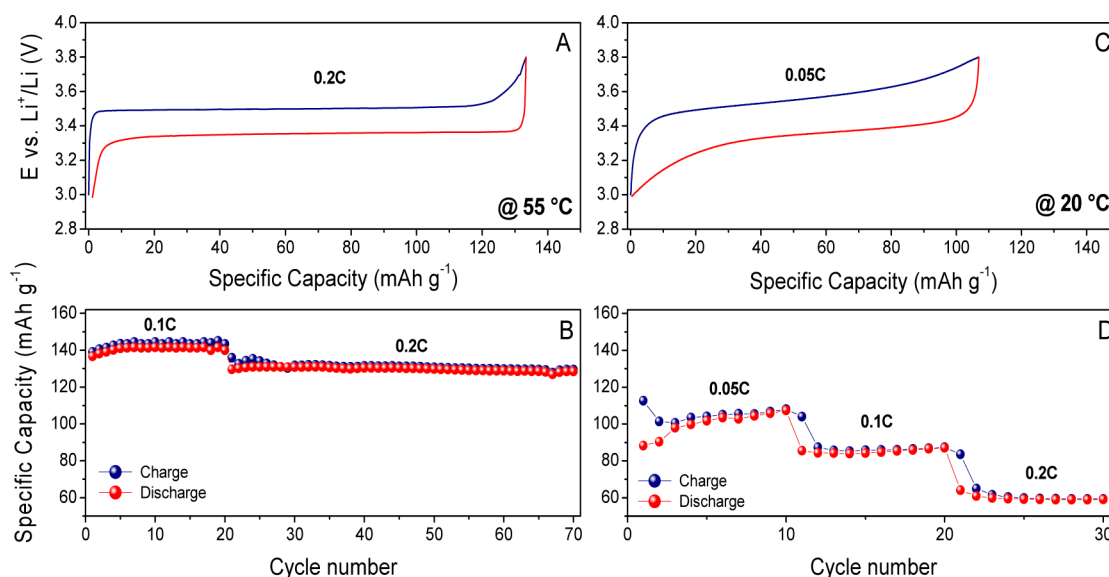 A
0.2C
@ 55 °C
E vs. Li⁺/Li (V)
4.0
3.8
3.6
3.4
3.2
3.0
2.8
0 20 40 60 80 100 120 140
Specific Capacity (mAh g⁻¹)
C
0.05C
@ 20 °C
4.0
3.8
3.6
3.4
3.2
3.0
2.8
0 20 40 60 80 100 120 140
Specific Capacity (mAh g⁻¹)
B
0.1C
0.2C
Charge
Discharge
Specific Capacity (mAh g⁻¹)
160
140
120
100
80
60
0 10 20 30 40 50 60 70
Cycle number
D
0.05C
0.1C
0.2C
Charge
Discharge
160
140
120
100
80
60
0 10 20 30
Cycle number